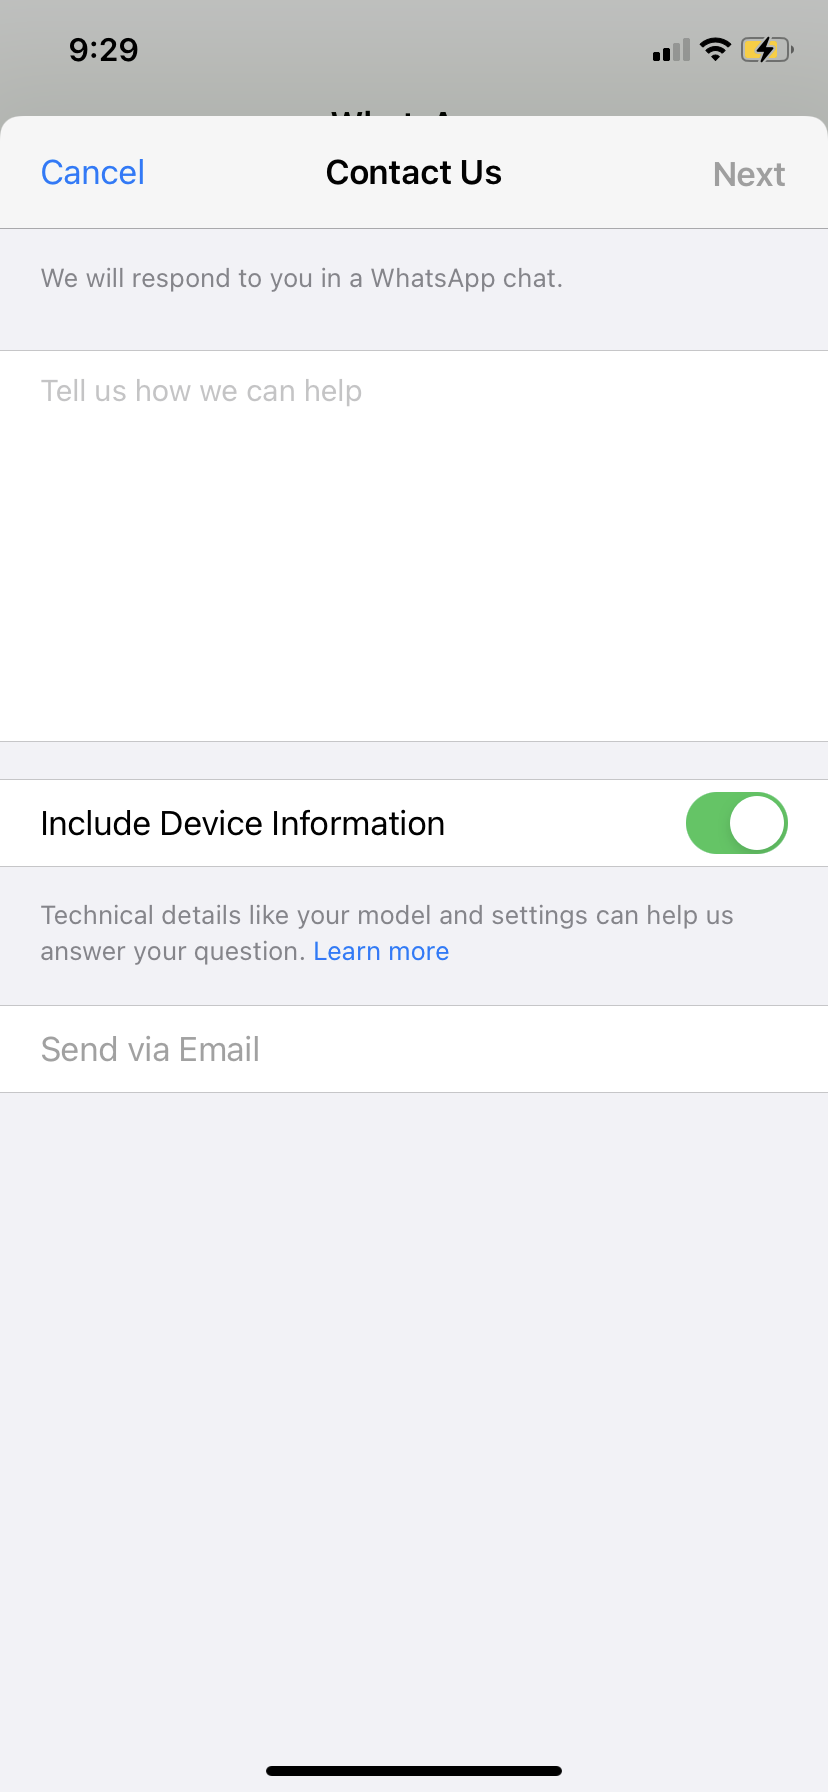 9:29
Cancel
Contact Us
Next
We will respond to you in a WhatsApp chat.
Tell us how we can help
Include Device Information
Technical details like your model and settings can help us
answer your question. Learn more
Send via Email